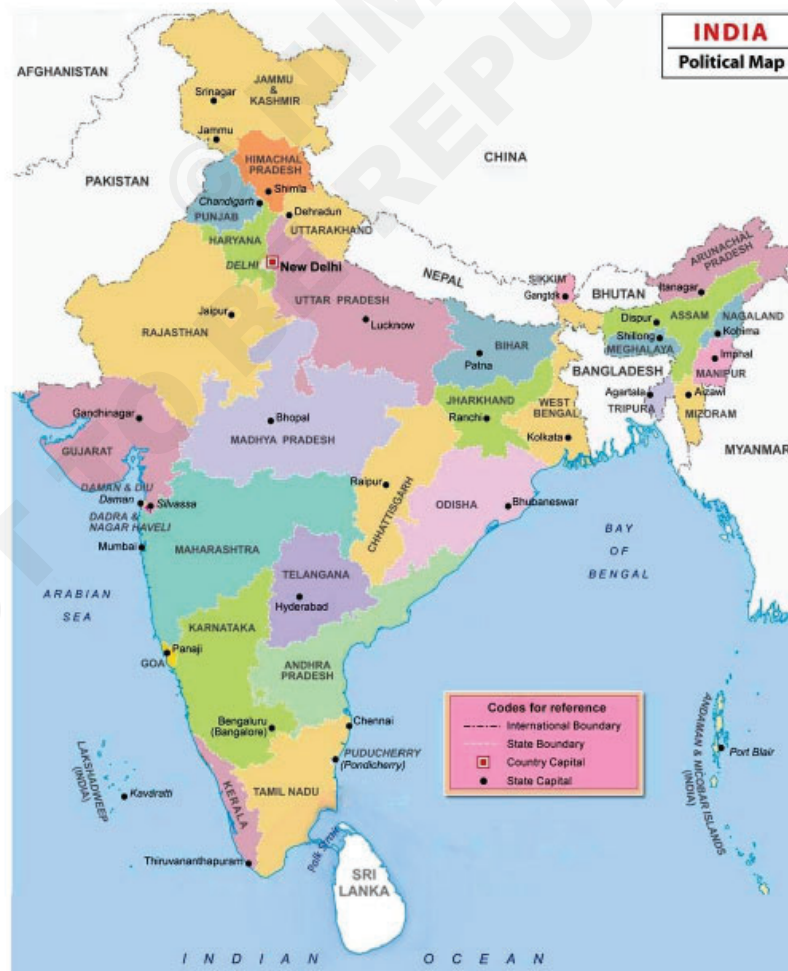 INDIA
Political Map
AFGHANISTAN
JAMMU
&
KASHMIR
Srinagar
Jammu
HIMACHAL
PRADESH
CHINA
PAKISTAN
Shimla
Chandigarh
PUNJAB
Dehradun
UTTARAKHAND
HARYANA
DELHI
New Delhi
NEPAL
SIKKIM
Gangtok
BHUTAN
ARUNACHAL
PRADESH
Itanagar
Jaipur
RAJASTHAN
UTTAR PRADESH
Lucknow
BIHAR
Patna
Dispur
ASSAM
NAGALAND
Shillong
Kohima
MEGHALAYA
Imphal
MANIPUR
BANGLADESH
Agartala
TRIPURA
Aizawl
MIZORAM
MYANMAR
JHARKHAND
Ranchi
WEST
BENGAL
Kolkata
Gandhinagar
GUJARAT
Bhopal
MADHYA PRADESH
DAMAN & DIU
Daman
Silvassa
DADRA &
NAGAR HAVELI
Mumbai
MAHARASHTRA
Raipur
CHHATTISGARH
ODISHA
Bhubaneswar
BAY
OF
BENGAL
ARABIAN
SEA
TELANGANA
Hyderabad
KARNATAKA
Panaji
GOA
ANDHRA
PRADESH
Bengaluru
(Bangalore)
Chennai
PUDUCHERRY
(Pondicherry)
Codes for reference
International Boundary
State Boundary
Country Capital
State Capital
ANDAMAN & NICOBAR ISLANDS
(INDIA)
Port Blair
LAKSHADWEEP
(INDIA)
Kavaratti
KERALA
TAMIL NADU
Thiruvananthapuram
Palk Strait
SRI
LANKA
INDIAN OCEAN